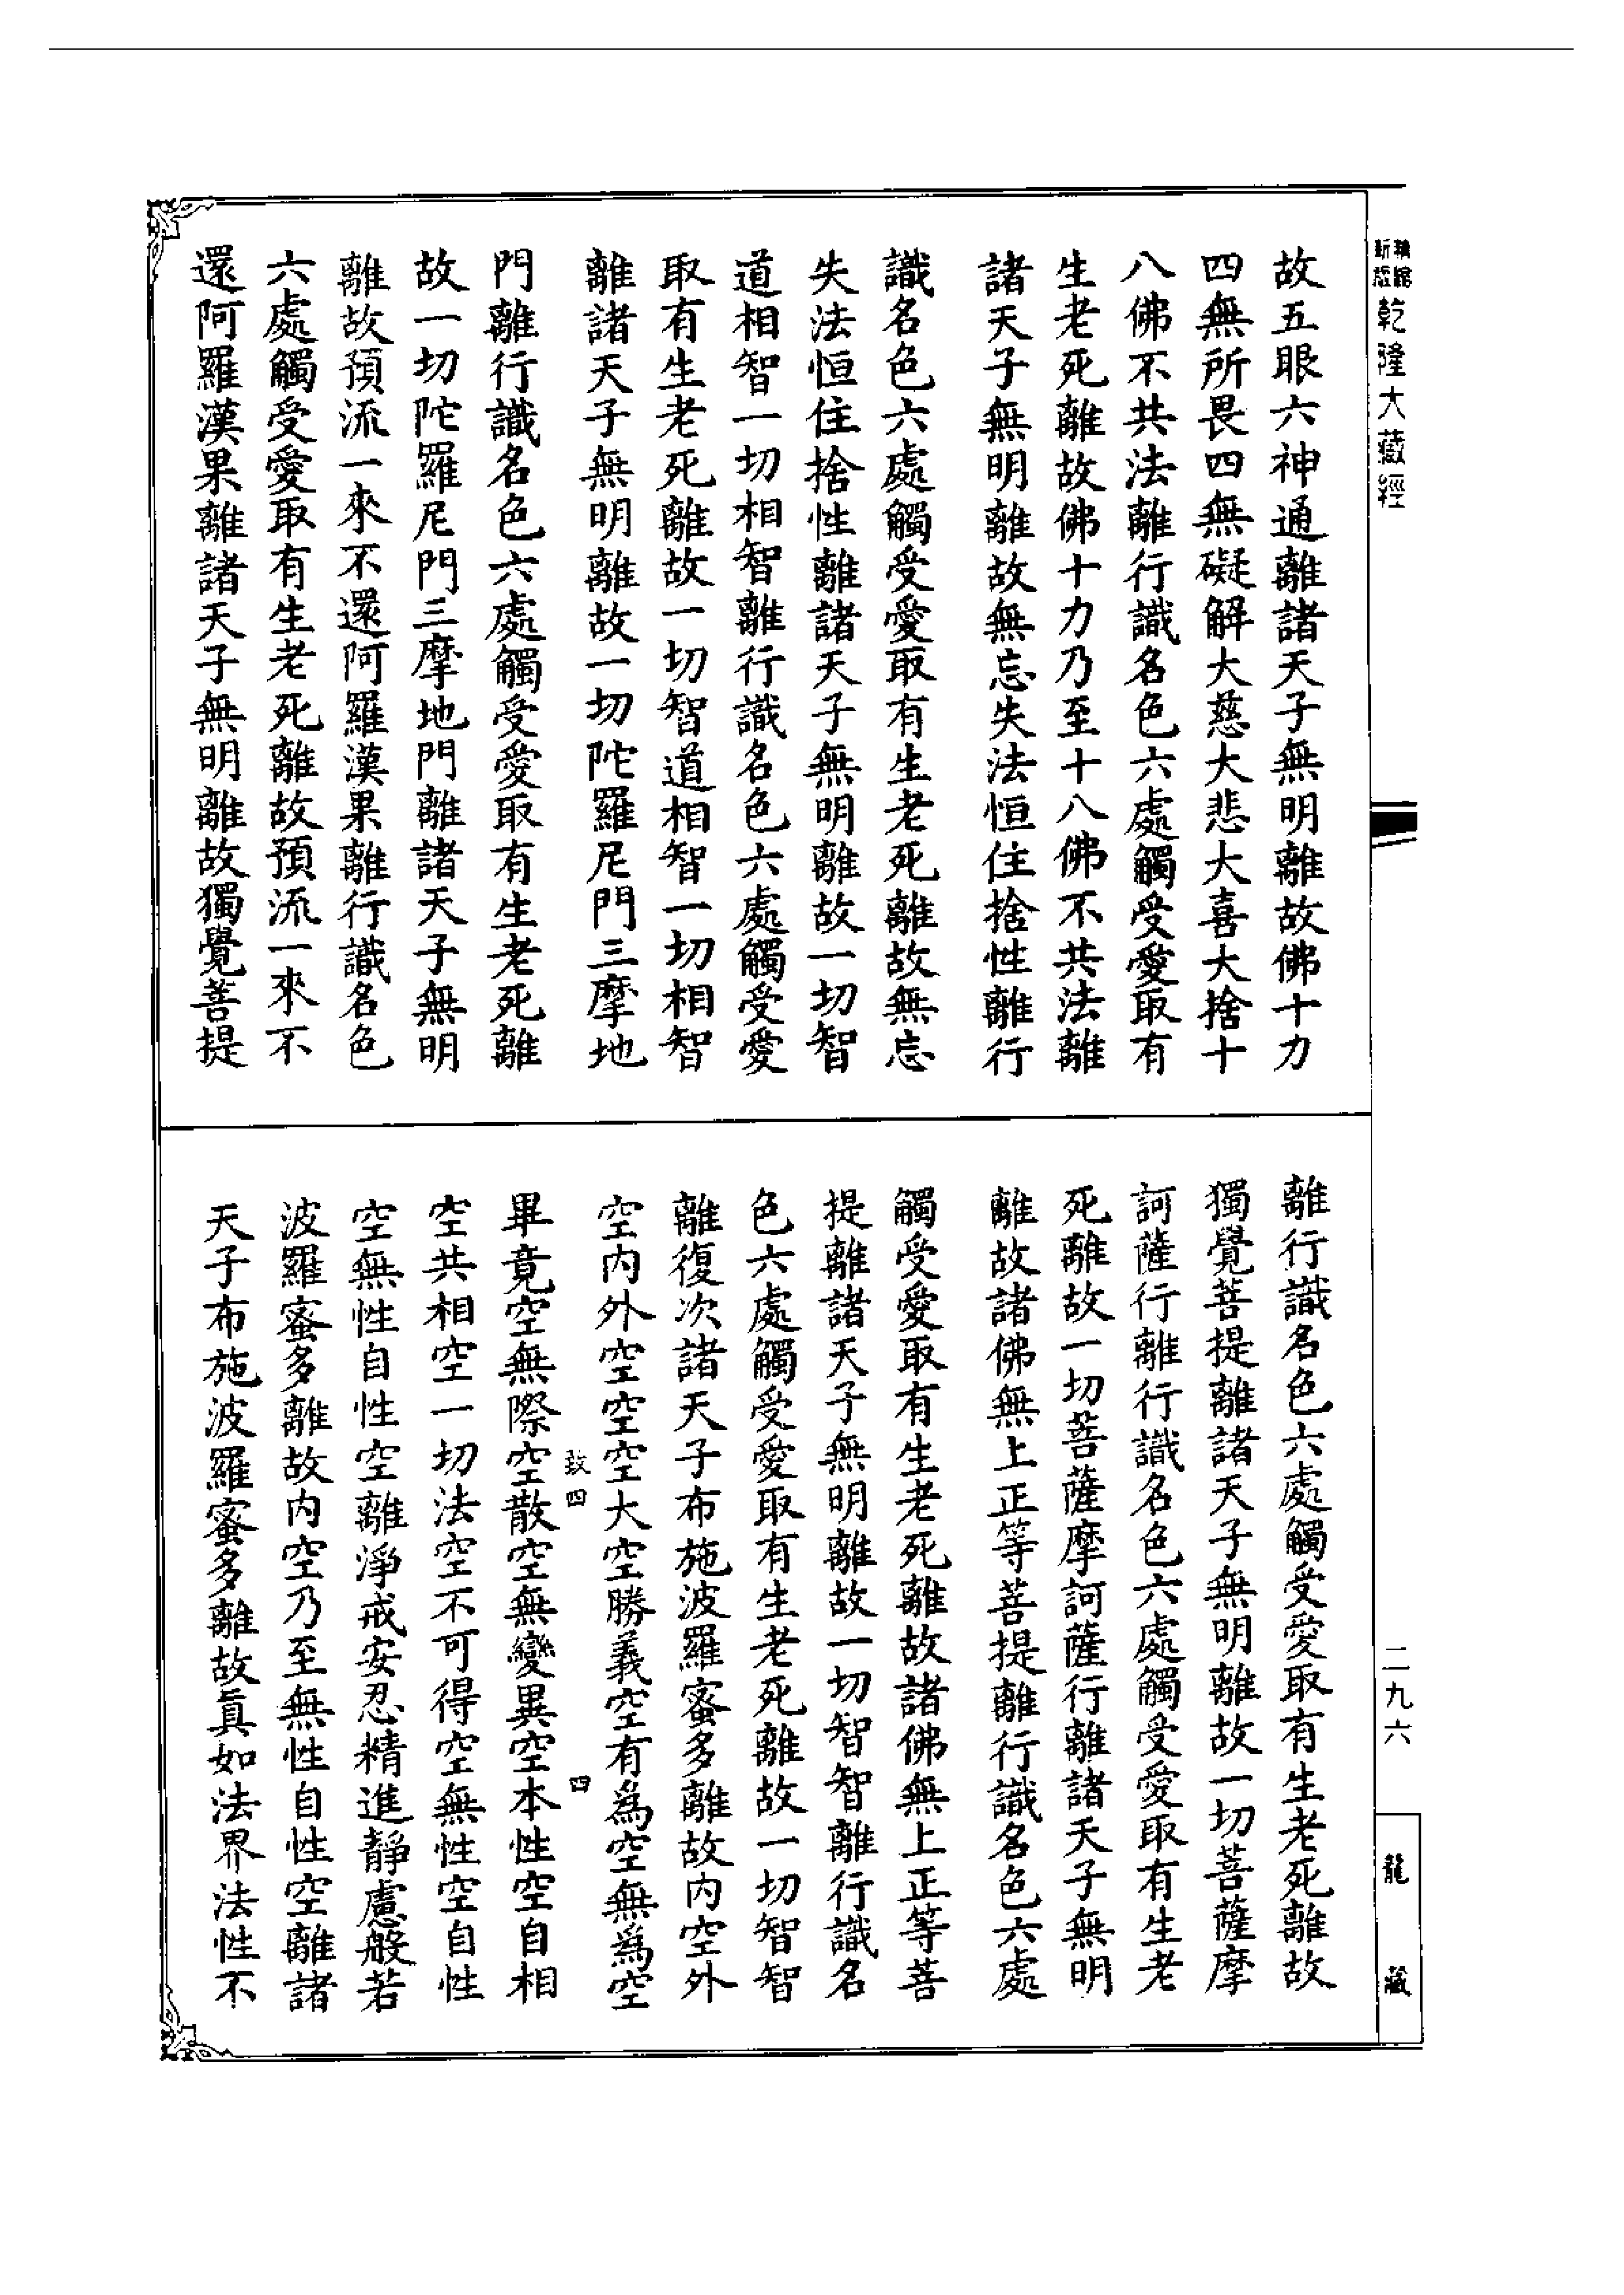 乾隆大藏經
故五眼六神通離諸天子無明離故佛十力
四無所畏四無礙解大慈大悲大喜大捨十
八佛不共法離行識名色六處觸受愛取有
生老死離故佛十力乃至十八佛不共法離
諸天子無明離故無忘失法恒住捨性離行
識名色六處觸受愛取有生老死離故無忘
失法恒住捨性離諸天子無明離故一切智
道相智一切相智離行識名色六處觸受愛
取有生老死離故一切智道相智一切相智
離諸天子無明離故一切陀羅尼門三摩地
門離行識名色六處觸受愛取有生老死離
故一切陀羅尼門三摩地門離諸天子無明
離故預流一來不還阿羅漢果離行識名色
六處觸受愛取有生老死離故預流一來不
還阿羅漢果離諸天子無明離故獨覺菩提
離行識名色六處觸受愛取有生老死離故
獨覺菩提離諸天子無明離故一切菩薩摩
訶薩行離行識名色六處觸受愛取有生老
死離故一切菩薩摩訶薩行離諸天子無明
離故諸佛無上正等菩提離行識名色六處
觸受愛取有生老死離故諸佛無上正等菩
提離諸天子無明離故一切智智離行識名
色六處觸受愛取有生老死離故一切智智
離復次諸天子布施波羅蜜多離故內空外
空內外空空空大空勝義空有為空無為空
四
四
畢竟空無際空散空無變異空本性空自相
空共相空一切法空不可得空無性空自性
空無性自性空離淨戒安忍精進靜慮般若
波羅蜜多離故內空乃至無性自性空離諸
天子布施波羅蜜多離故真如法界法性不
二九六
龍藏